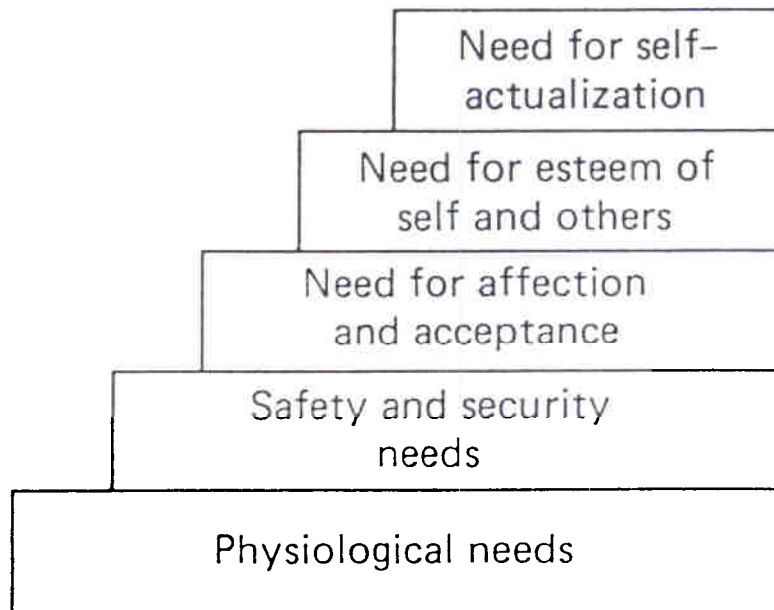 Need for self-
actualization
Need for esteem of
self and others
Need for affection
and acceptance
Safety and security
needs
Physiological needs